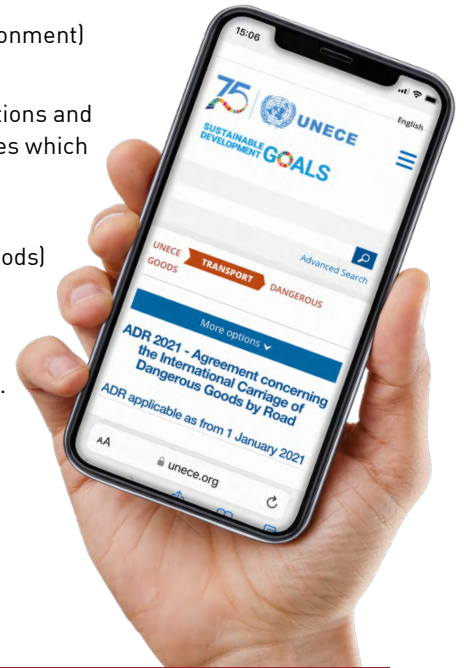 onment)
tions and
es which
oods)
.
15:06
English
75
UNECE
SUSTAINABLE
DEVELOPMENT GOALS
Advanced Search
UNECE
GOODS
TRANSPORT
DANGEROUS
More options
ADR 2021 - Agreement concerning
the International Carriage of
Dangerous Goods by Road
ADR applicable as from 1 January 2021
AA
unece.org